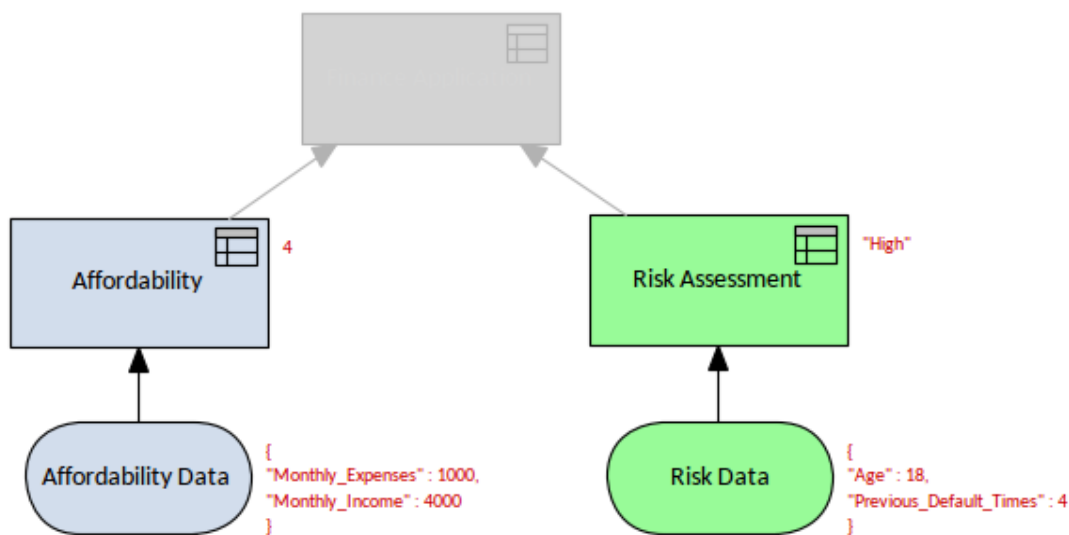 Affordability
4
Risk Assessment
"High"
Affordability Data
{
"Monthly_Expenses" : 1000,
"Monthly_Income" : 4000
}
Risk Data
{
"Age" : 18,
"Previous_Default_Times" : 4
}